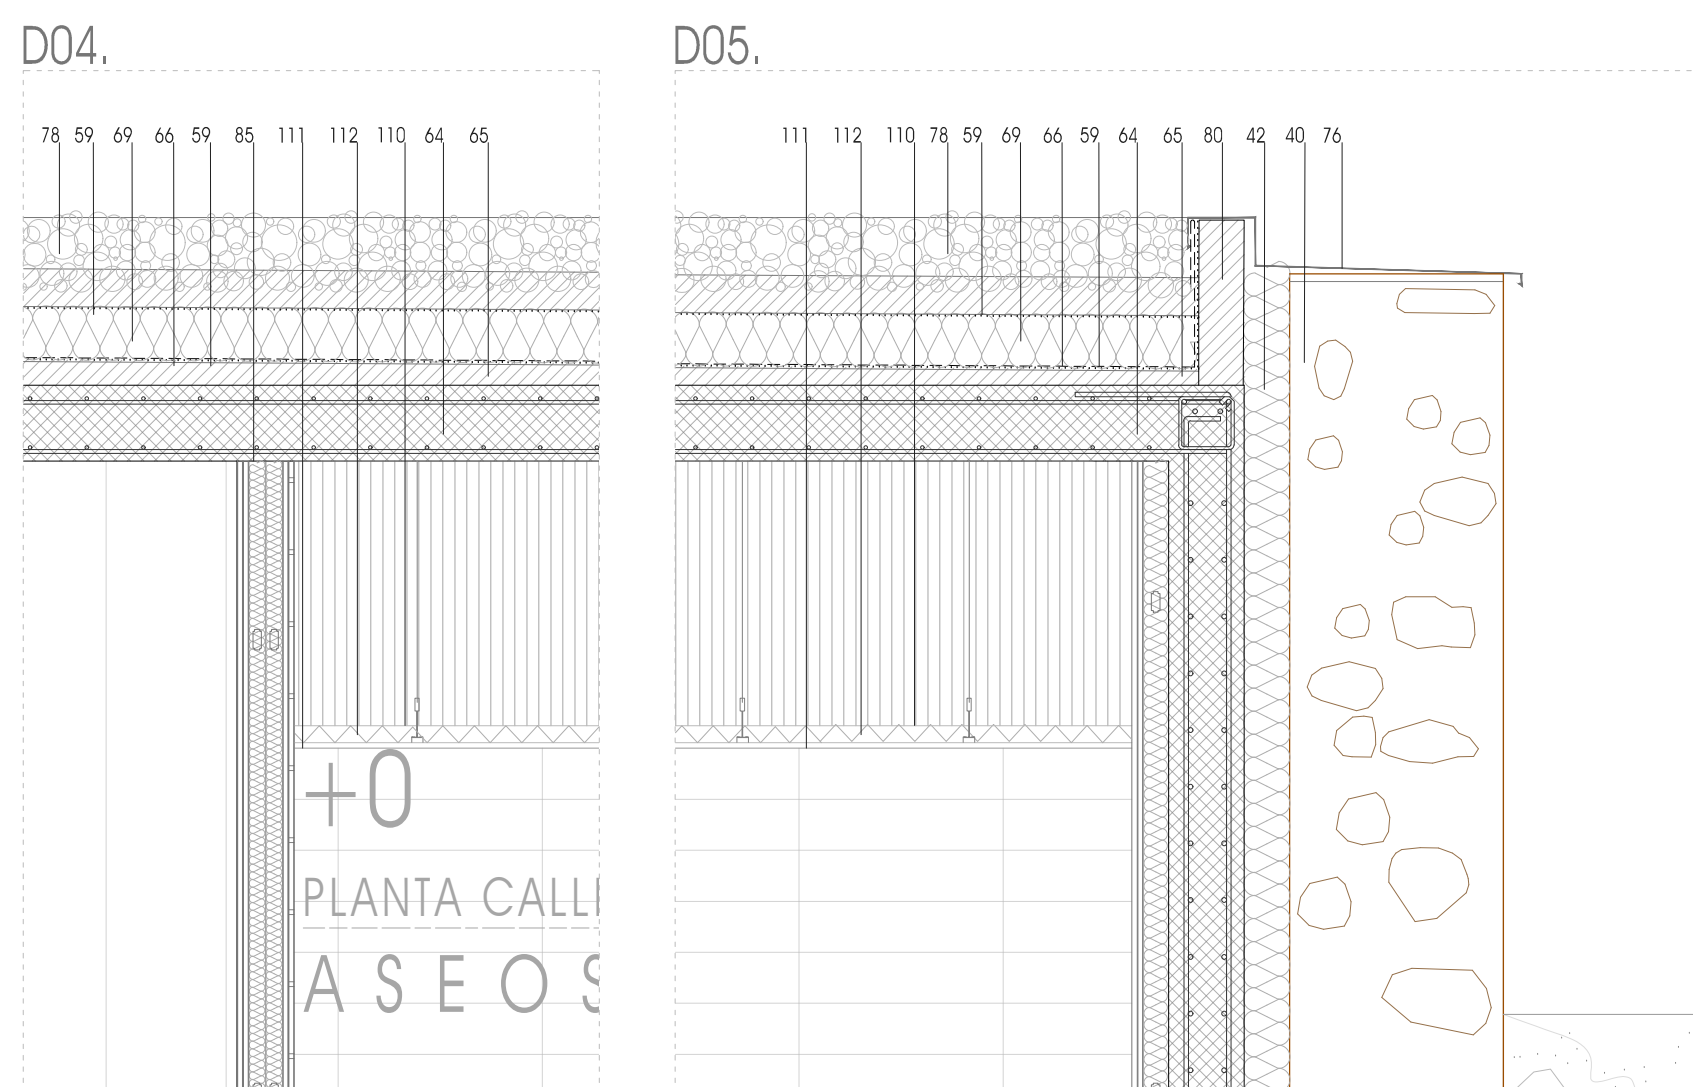 D04.
78 59 69 66 59 85 111 112 110 64 65
+0
PLANTA CALL
ASEOS
D05.
111 112 110 78 59 69 66 59 64 65 80 42 40 76